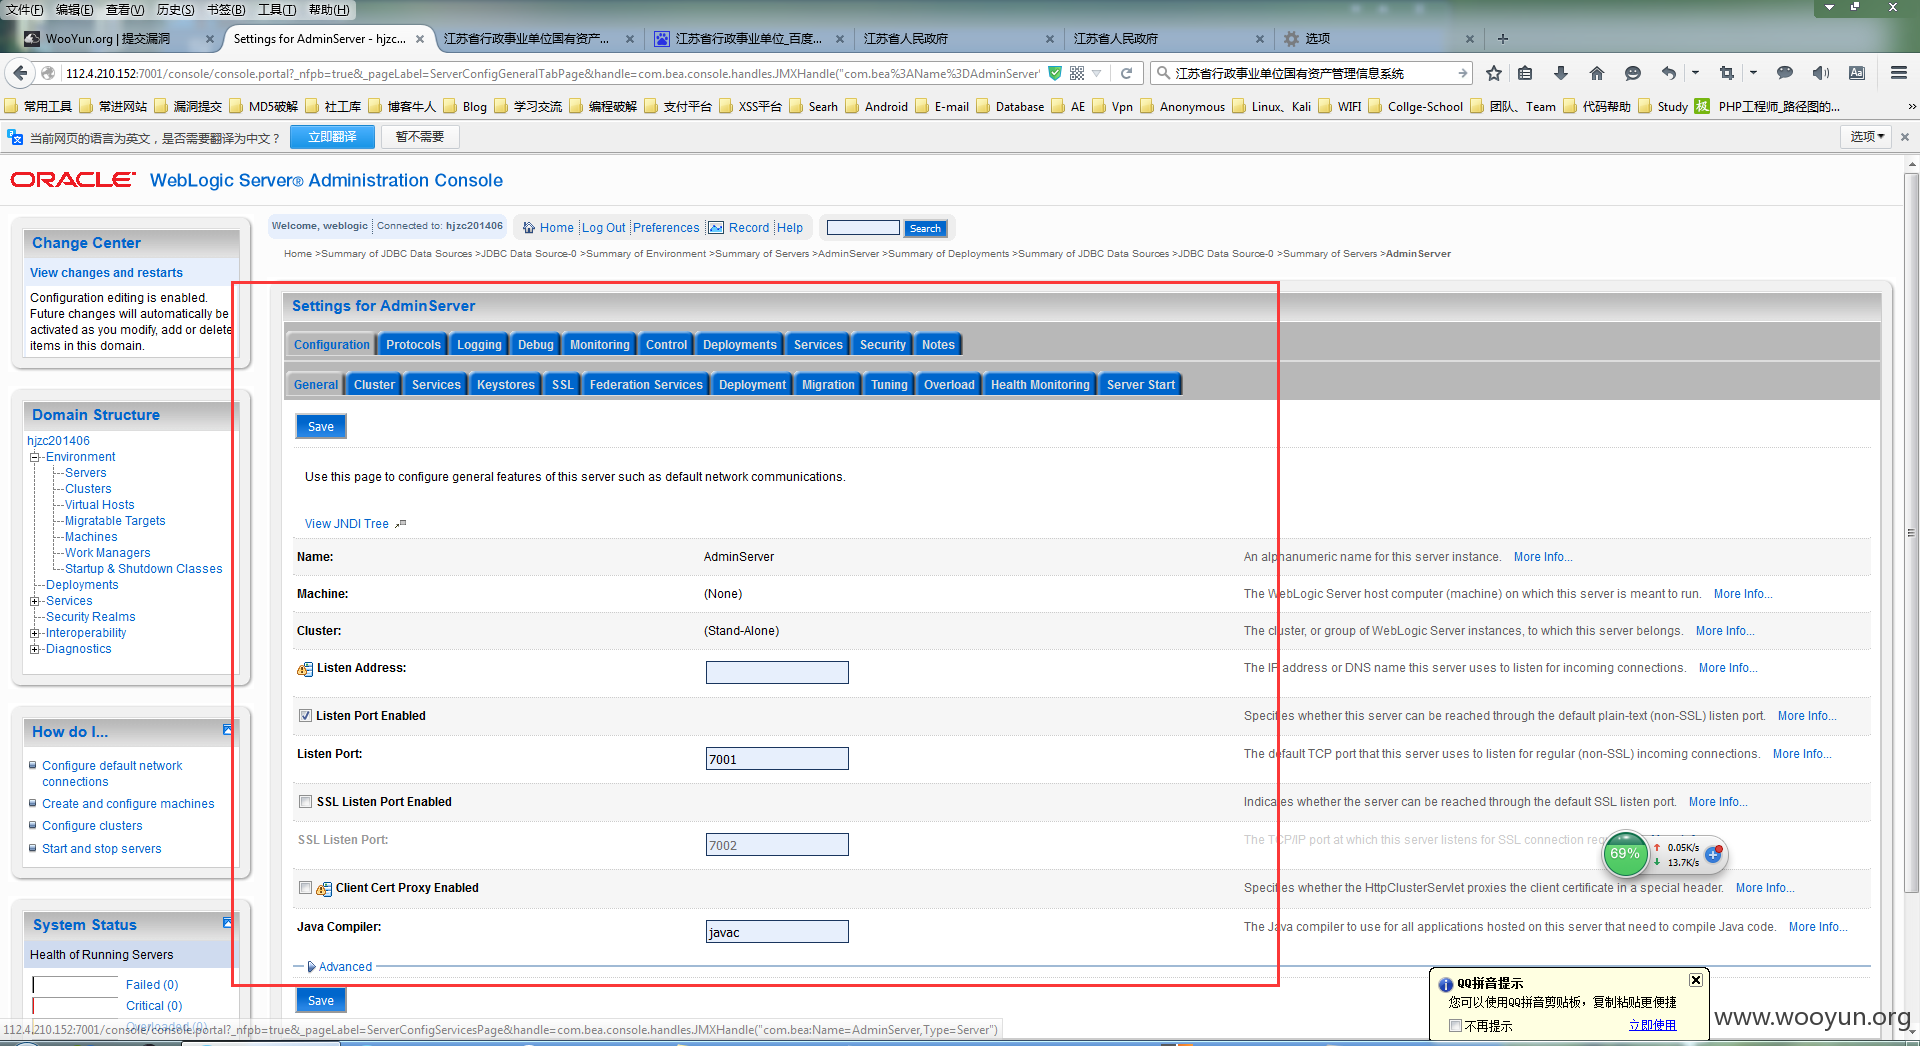 文件(F) 编辑(E) 查看(V) 历史(S) 书签(B) 工具(T) 帮助(H)
WooYun.org | 提交漏洞
Settings for AdminServer - hjzc...
江苏省行政事业单位国有资产...
江苏省行政事业单位_百度...
江苏省人民政府
江苏省人民政府
选项
112.4.210.152:7001/console/console.portal?_nfpb=true&_pageLabel=ServerConfigGeneralTabPage&handle=com.bea.console.handles.JMXHandle("com.bea%3AName%3DAdminServer'
江苏省行政事业单位国有资产管理信息系统
常用工具 常进网站 漏洞提交 MD5破解 社工库 博客牛人 Blog 学习交流 编程破解 支付平台 XSS平台 Searh Android E-mail Database AE Vpn Anonymous Linux、Kali WIFI Collge-School 团队、Team 代码帮助 Study PHP工程师_路径图的... »
当前网页的语言为英文，是否需要翻译为中文？ 立即翻译 暂不需要 选项
ORACLE WebLogic Server® Administration Console
Change Center
View changes and restarts
Configuration editing is enabled.
Future changes will automatically be
activated as you modify, add or delete
items in this domain.
Domain Structure
hjzc201406
Environment
Servers
Clusters
Virtual Hosts
Migratable Targets
Machines
Work Managers
Startup & Shutdown Classes
Deployments
Services
Security Realms
Interoperability
Diagnostics
How do I...
Configure default network
connections
Create and configure machines
Configure clusters
Start and stop servers
System Status
Health of Running Servers
Failed (0)
Critical (0)
Overloaded (0)
Welcome, weblogic Connected to: hjzc201406 Home Log Out Preferences Record Help Search
Home >Summary of JDBC Data Sources >JDBC Data Source-0 >Summary of Environment >Summary of Servers >AdminServer >Summary of Deployments >Summary of JDBC Data Sources >JDBC Data Source-0 >Summary of Servers >AdminServer
Settings for AdminServer
Configuration Protocols Logging Debug Monitoring Control Deployments Services Security Notes
General Cluster Services Keystores SSL Federation Services Deployment Migration Tuning Overload Health Monitoring Server Start
Save
Use this page to configure general features of this server such as default network communications.
View JNDI Tree
Name: AdminServer An alphanumeric name for this server instance. More Info...
Machine: (None) The WebLogic Server host computer (machine) on which this server is meant to run. More Info...
Cluster: (Stand-Alone) The cluster, or group of WebLogic Server instances, to which this server belongs. More Info...
Listen Address: The IP address or DNS name this server uses to listen for incoming connections. More Info...
Listen Port Enabled Specifies whether this server can be reached through the default plain-text (non-SSL) listen port. More Info...
Listen Port: 7001 The default TCP port that this server uses to listen for regular (non-SSL) incoming connections. More Info...
SSL Listen Port Enabled Indicates whether the server can be reached through the default SSL listen port. More Info...
SSL Listen Port: 7002 The TCP/IP port at which this server listens for SSL connection
Client Cert Proxy Enabled Specifies whether the HttpClusterServlet proxies the client certificate in a special header. More Info...
Java Compiler: javac The Java compiler to use for all applications hosted on this server that need to compile Java code. More Info...
Advanced
Save
69% 0.05K/s
13.7K/s
QQ拼音提示
您可以使用QQ拼音剪贴板，复制粘贴更便捷
不再提示 立即使用
112.4.210.152:7001/console/console.portal?_nfpb=true&_pageLabel=ServerConfigServicesPage&handle=com.bea.console.handles.JMXHandle("com.bea:Name=AdminServer,Type=Server")
www.wooyun.org